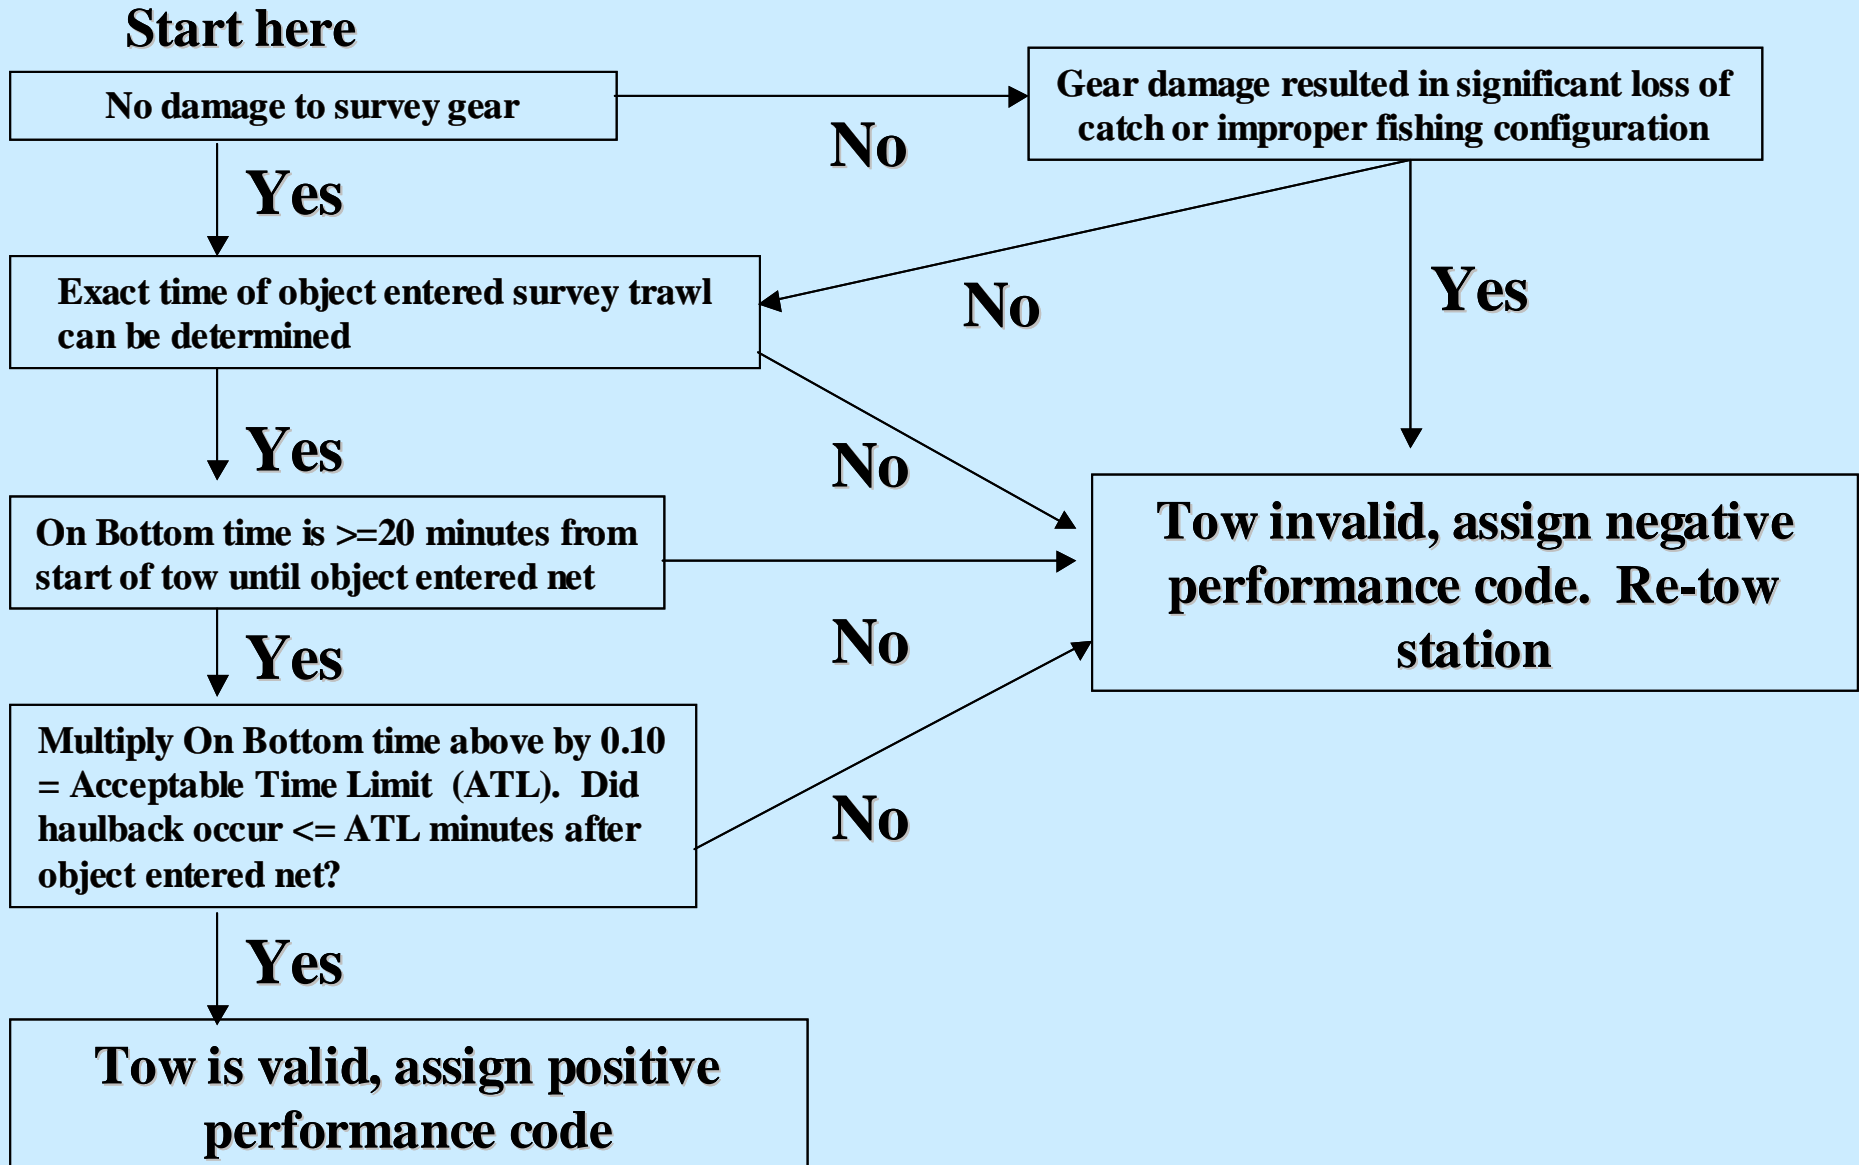 Start here
No damage to survey gear
No
Gear damage resulted in significant loss of
catch or improper fishing configuration
Yes
Exact time of object entered survey trawl
can be determined
No
Yes
Yes
No
On Bottom time is >=20 minutes from
start of tow until object entered net
No
Tow invalid, assign negative
performance code. Re-tow
station
Yes
Multiply On Bottom time above by 0.10
= Acceptable Time Limit (ATL). Did
haulback occur <= ATL minutes after
object entered net?
No
Yes
Tow is valid, assign positive
performance code